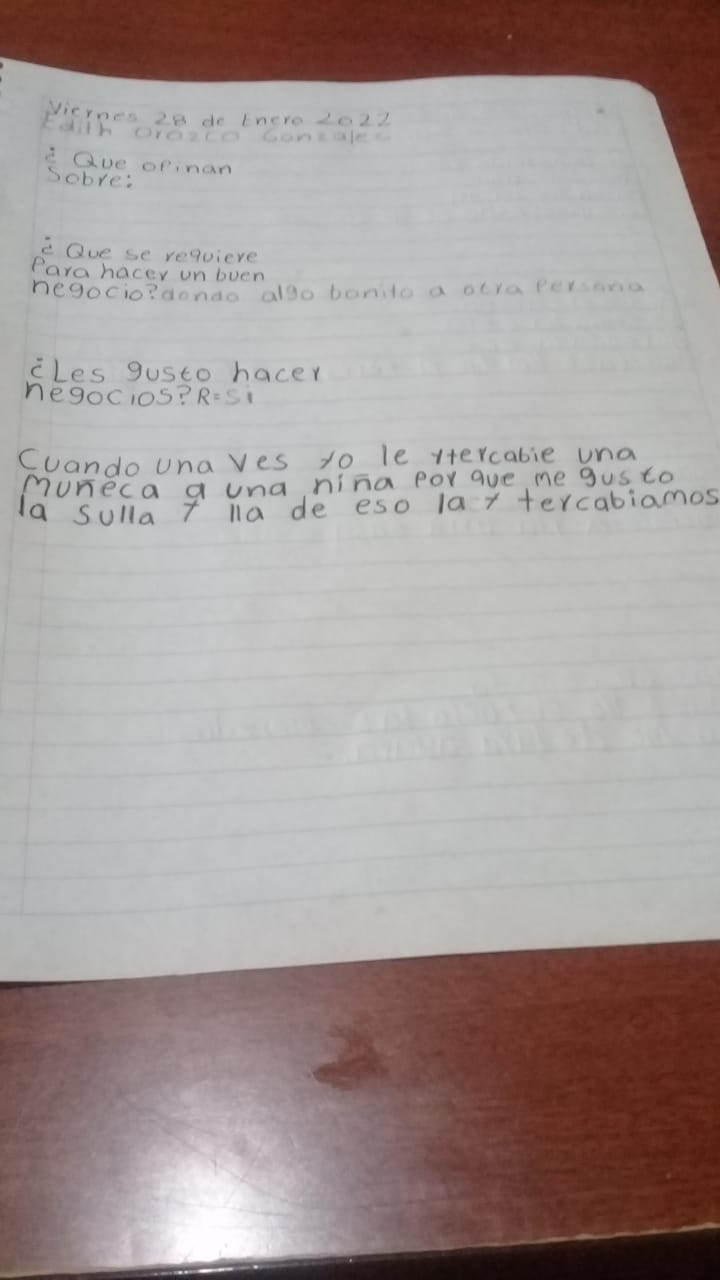 Viernes 28 de Enero 2022
Edith Orozco Gonzalez
¿ Que opinan
Sobre:
¿ Que se requiere
Para hacer un buen
negocio? dando algo bonito a otra Persona
¿Les gusto hacer
negocios? R=Si
Cuando una ves yo le ytercabie una
muñeca a una niña Por que me gusto
la sulla y lla de eso la y tercabiamos